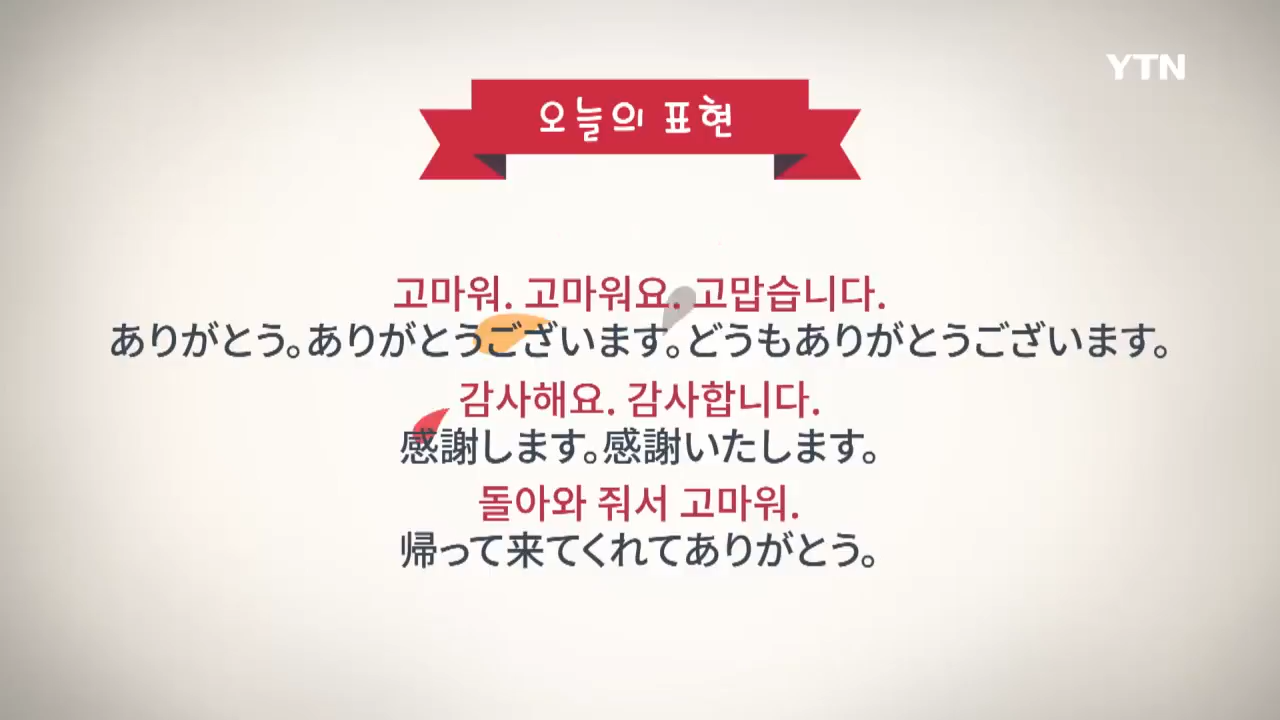 YTN
오늘의 표현
고마워. 고마워요. 고맙습니다.
ありがとう。ありがとうございます。どうもありがとうございます。
감사해요. 감사합니다.
感謝します。感謝いたします。
돌아와 줘서 고마워.
帰って来てくれてありがとう。